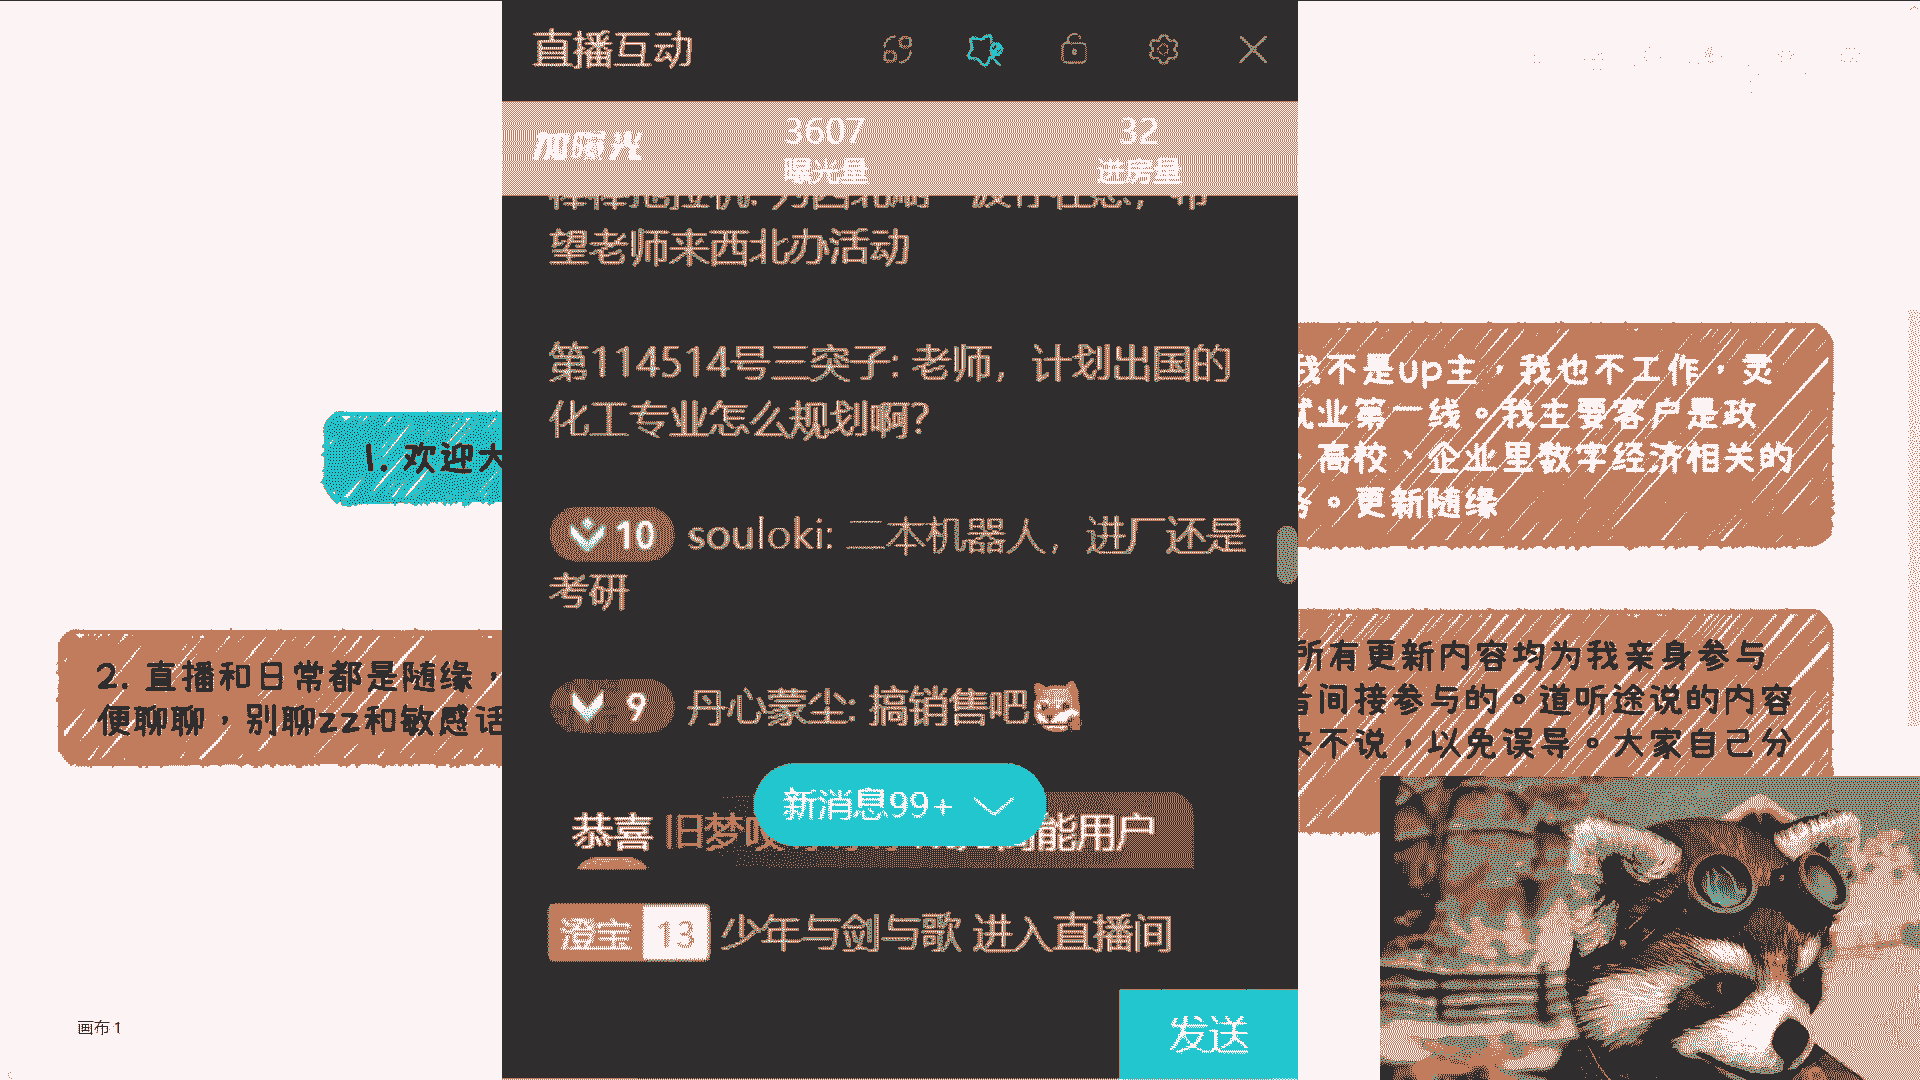 直播互动
加曝光
3607
曝光量
32
进房量
望老师来西北办活动
第114514号三突子: 老师，计划出国的
化工专业怎么规划啊?
10 souloki: 二本机器人，进厂还是
考研
9 丹心蒙尘: 搞销售吧
新消息99+
恭喜 旧梦
能用户
澄宝 13 少年与剑与歌 进入直播间
发送
1. 欢迎大
2. 直播和日常都是随缘，
便聊聊，别聊zz和敏感话
我不是up主，我也不工作，灵
就业第一线。我主要客户是政
、高校、企业里数字经济相关的
务。更新随缘
所有更新内容均为我亲身参与
者间接参与的。道听途说的内容
来不说，以免误导。大家自己分
画布 1